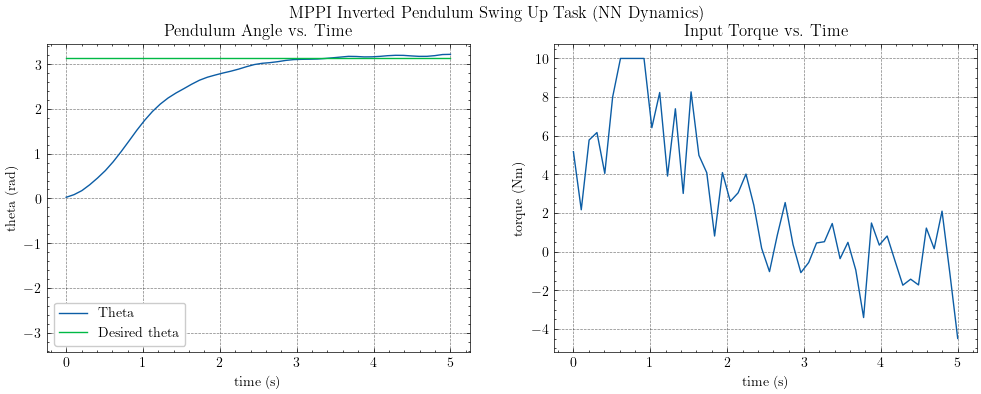 MPPI Inverted Pendulum Swing Up Task (NN Dynamics)
Pendulum Angle vs. Time
theta (rad)
3
2
1
0
−1
−2
−3
Theta
Desired theta
0 1 2 3 4 5
time (s)
Input Torque vs. Time
torque (Nm)
10
8
6
4
2
0
−2
−4
0 1 2 3 4 5
time (s)